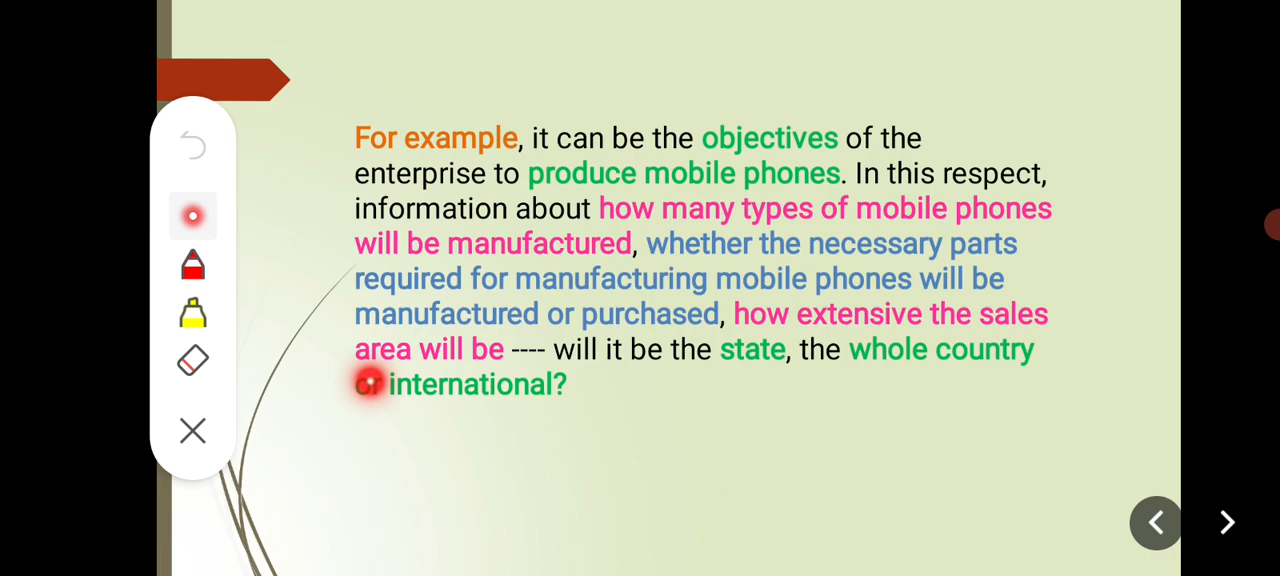 For example, it can be the objectives of the
enterprise to produce mobile phones. In this respect,
information about how many types of mobile phones
will be manufactured, whether the necessary parts
required for manufacturing mobile phones will be
manufactured or purchased, how extensive the sales
area will be ---- will it be the state, the whole country
or international?